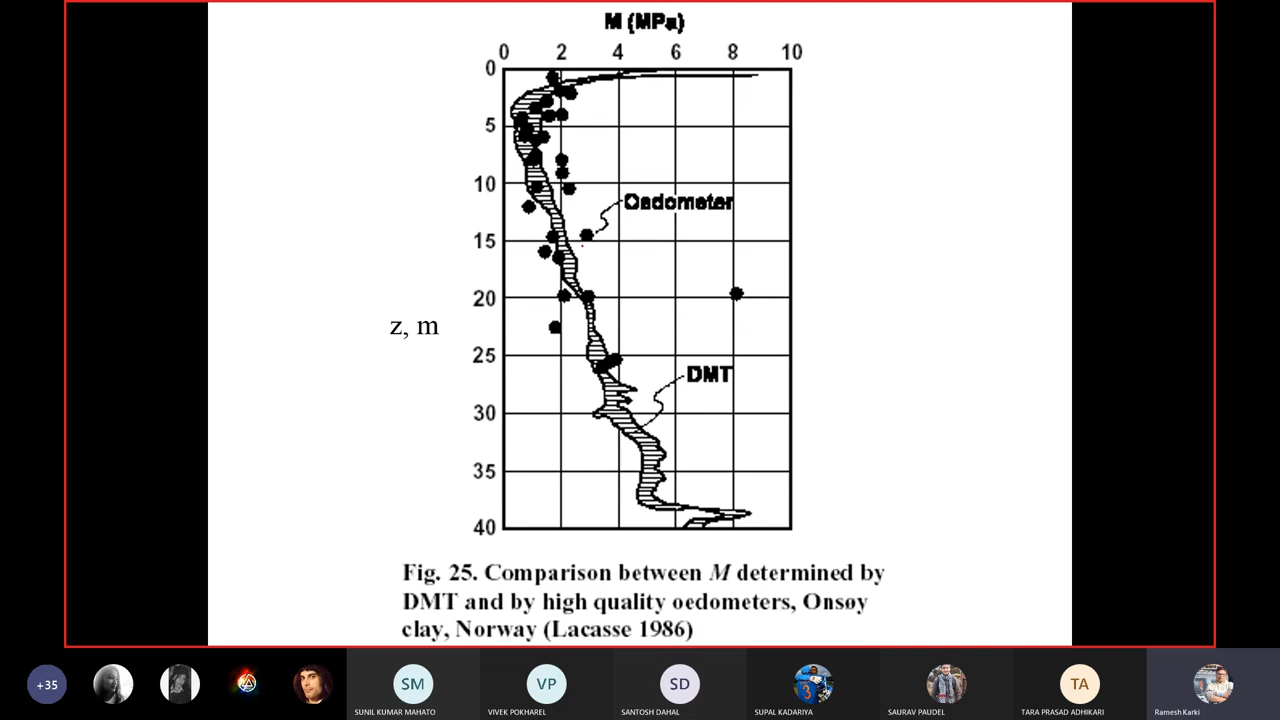 M (MPa)
0 2 4 6 8 10
0
5
10
Oedometer
15
20
z, m
25
DMT
30
35
40
Fig. 25. Comparison between M determined by
DMT and by high quality oedometers, Onsøy
clay, Norway (Lacasse 1986)
+35
SM
VP
SD
TA
SUNIL KUMAR MAHATO
VIVEK POKHAREL
SANTOSH DAHAL
SUPAL KADARIYA
SAURAV PAUDEL
TARA PRASAD ADHIKARI
Ramesh Karki